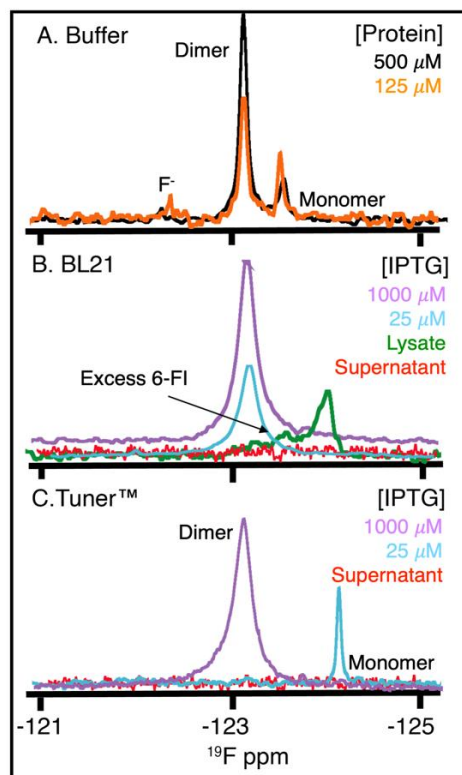 A. Buffer
[Protein]
500 μM
125 μM
Dimer
F-
Monomer
B. BL21
[IPTG]
1000 μM
25 μM
Lysate
Supernatant
Excess 6-FI
C.Tuner™
[IPTG]
1000 μM
25 μM
Supernatant
Dimer
Monomer
-121 -123 -125
¹⁹F ppm